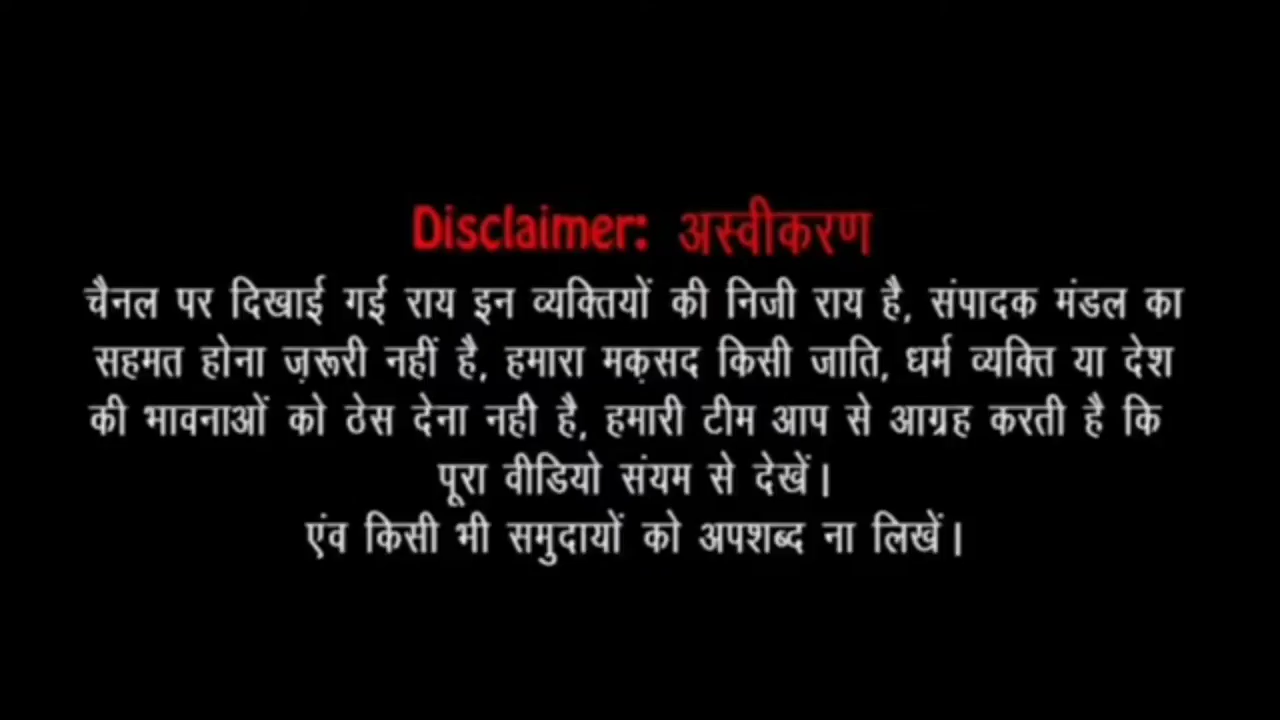 Disclaimer: अस्वीकरण
चैनल पर दिखाई गई राय इन व्यक्तियों की निजी राय है, संपादक मंडल का
सहमत होना ज़रूरी नहीं है, हमारा मक़सद किसी जाति, धर्म व्यक्ति या देश
की भावनाओं को ठेस देना नही है, हमारी टीम आप से आग्रह करती है कि
पूरा वीडियो संयम से देखें।
एंव किसी भी समुदायों को अपशब्द ना लिखें।